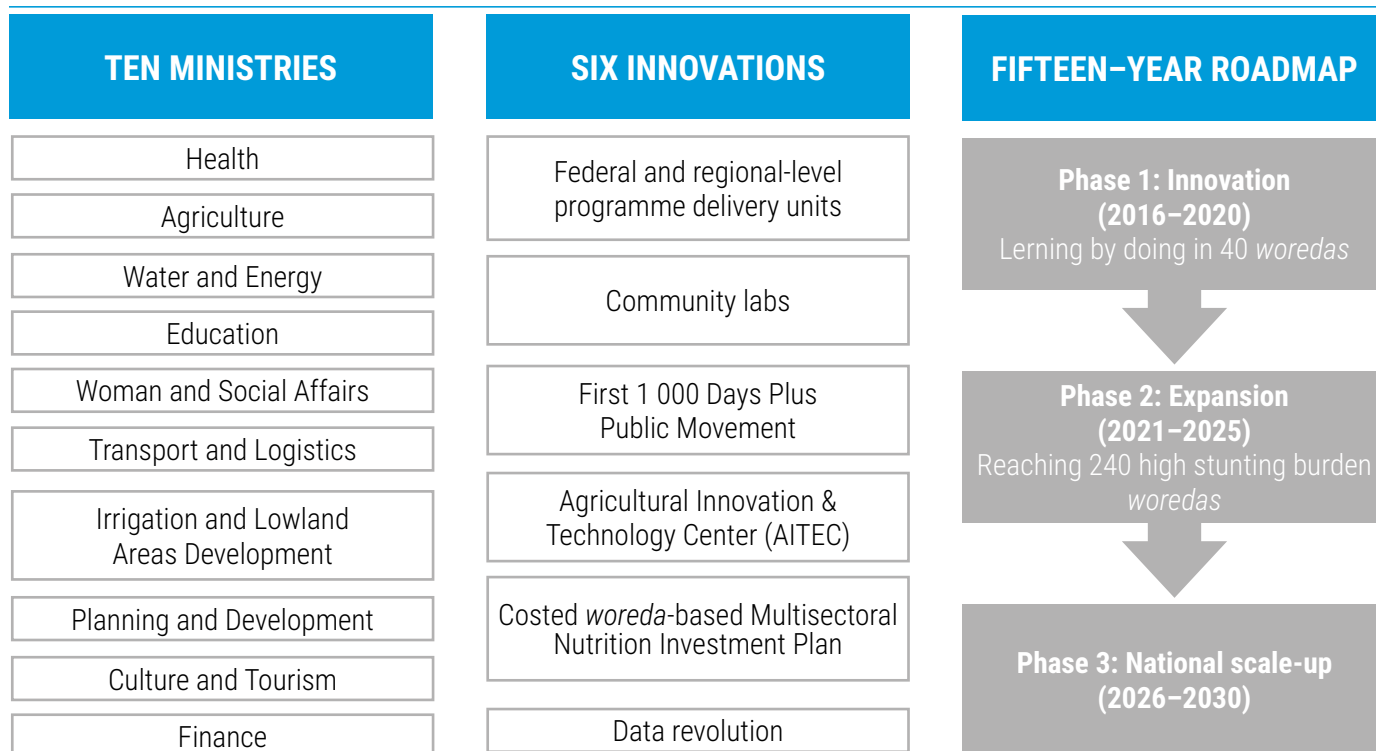 TEN MINISTRIES
Health
Agriculture
Water and Energy
Education
Woman and Social Affairs
Transport and Logistics
Irrigation and Lowland
Areas Development
Planning and Development
Culture and Tourism
Finance
SIX INNOVATIONS
Federal and regional-level
programme delivery units
Community labs
First 1 000 Days Plus
Public Movement
Agricultural Innovation &
Technology Center (AITEC)
Costed woreda-based Multisectoral
Nutrition Investment Plan
Data revolution
FIFTEEN–YEAR ROADMAP
Phase 1: Innovation
(2016–2020)
Lerning by doing in 40 woredas
Phase 2: Expansion
(2021–2025)
Reaching 240 high stunting burden
woredas
Phase 3: National scale-up
(2026–2030)